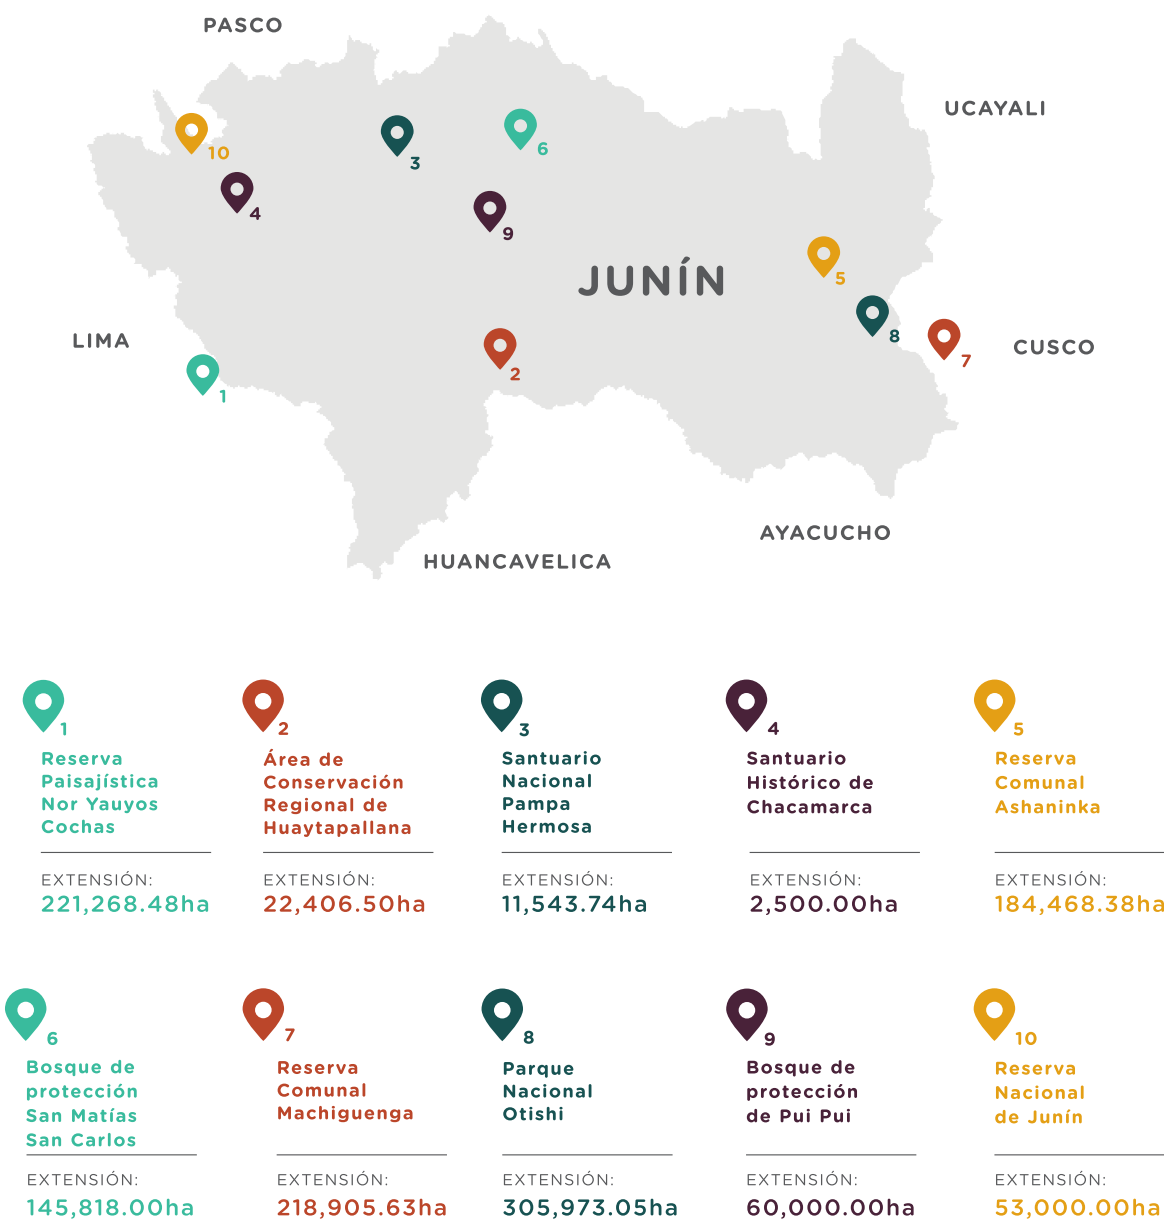 PASCO
UCAYALI
10
3
6
4
9
JUNÍN
5
8
LIMA
CUSCO
7
2
1
AYACUCHO
HUANCAVELICA
1
Reserva
Paisajística
Nor Yauyos
Cochas
EXTENSIÓN:
221,268.48ha
2
Área de
Conservación
Regional de
Huaytapallana
EXTENSIÓN:
22,406.50ha
3
Santuario
Nacional
Pampa
Hermosa
EXTENSIÓN:
11,543.74ha
4
Santuario
Histórico de
Chacamarca
EXTENSIÓN:
2,500.00ha
5
Reserva
Comunal
Ashaninka
EXTENSIÓN:
184,468.38ha
6
Bosque de
protección
San Matías
San Carlos
EXTENSIÓN:
145,818.00ha
7
Reserva
Comunal
Machiguenga
EXTENSIÓN:
218,905.63ha
8
Parque
Nacional
Otishi
EXTENSIÓN:
305,973.05ha
9
Bosque de
protección
de Pui Pui
EXTENSIÓN:
60,000.00ha
10
Reserva
Nacional
de Junín
EXTENSIÓN:
53,000.00ha